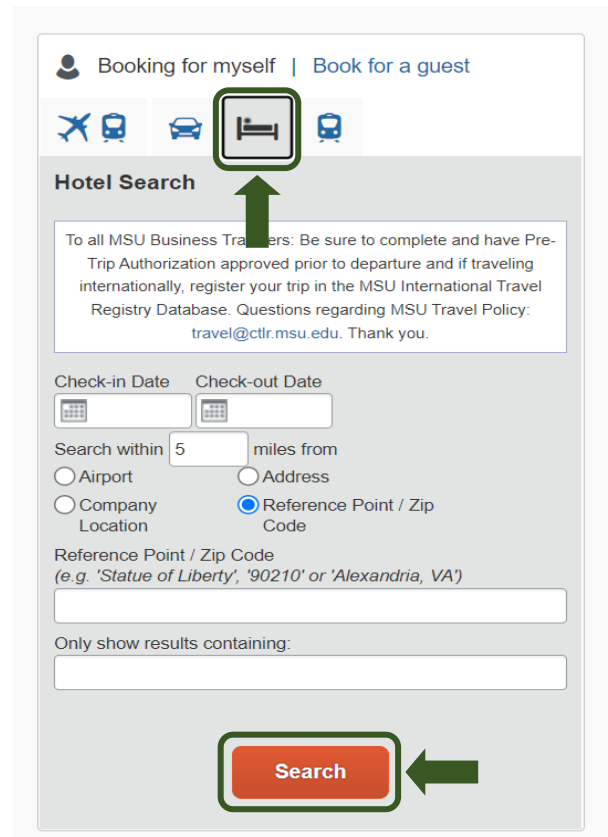 Booking for myself | Book for a guest
Hotel Search
To all MSU Business Tra ers: Be sure to complete and have Pre-
Trip Authorization approved prior to departure and if traveling
internationally, register your trip in the MSU International Travel
Registry Database. Questions regarding MSU Travel Policy:
travel@ctlr.msu.edu. Thank you.
Check-in Date Check-out Date
Search within 5 miles from
Airport Address
Company Reference Point / Zip
Location Code
Reference Point / Zip Code
(e.g. 'Statue of Liberty', '90210' or 'Alexandria, VA')
Only show results containing:
Search